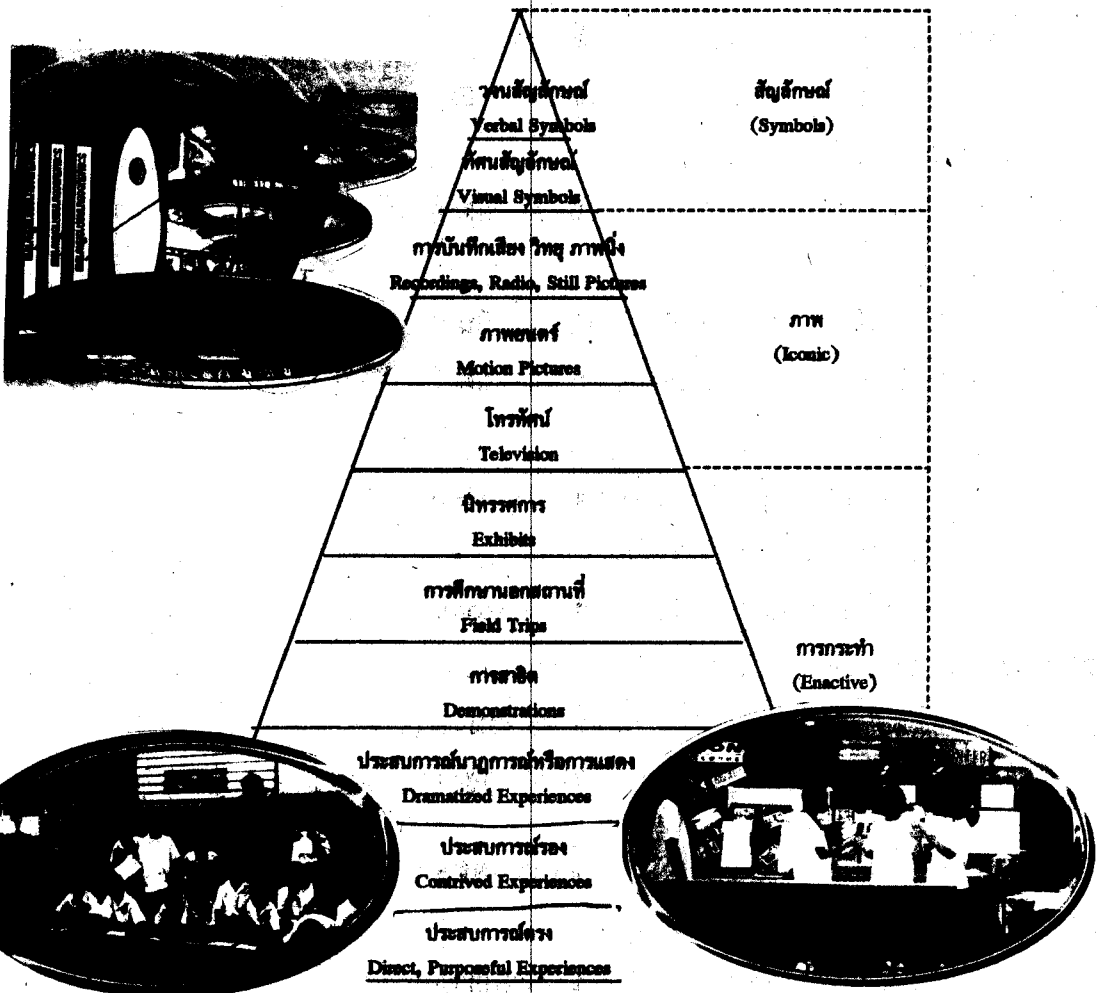 วจนสัญลักษณ์
Verbal Symbols
ทัศนสัญลักษณ์
Visual Symbols
สัญลักษณ์
(Symbols)
การบันทึกเสียง วิทยุ ภาพนิ่ง
Recordings, Radio, Still Pictures
ภาพยนตร์
Motion Pictures
โทรทัศน์
Television
ภาพ
(Iconic)
นิทรรศการ
Exhibits
การศึกษานอกสถานที่
Field Trips
การสาธิต
Demonstrations
การกระทำ
(Enactive)
ประสบการณ์นาฏการณ์หรือการแสดง
Dramatized Experiences
ประสบการณ์รอง
Contrived Experiences
ประสบการณ์ตรง
Direct, Purposeful Experiences